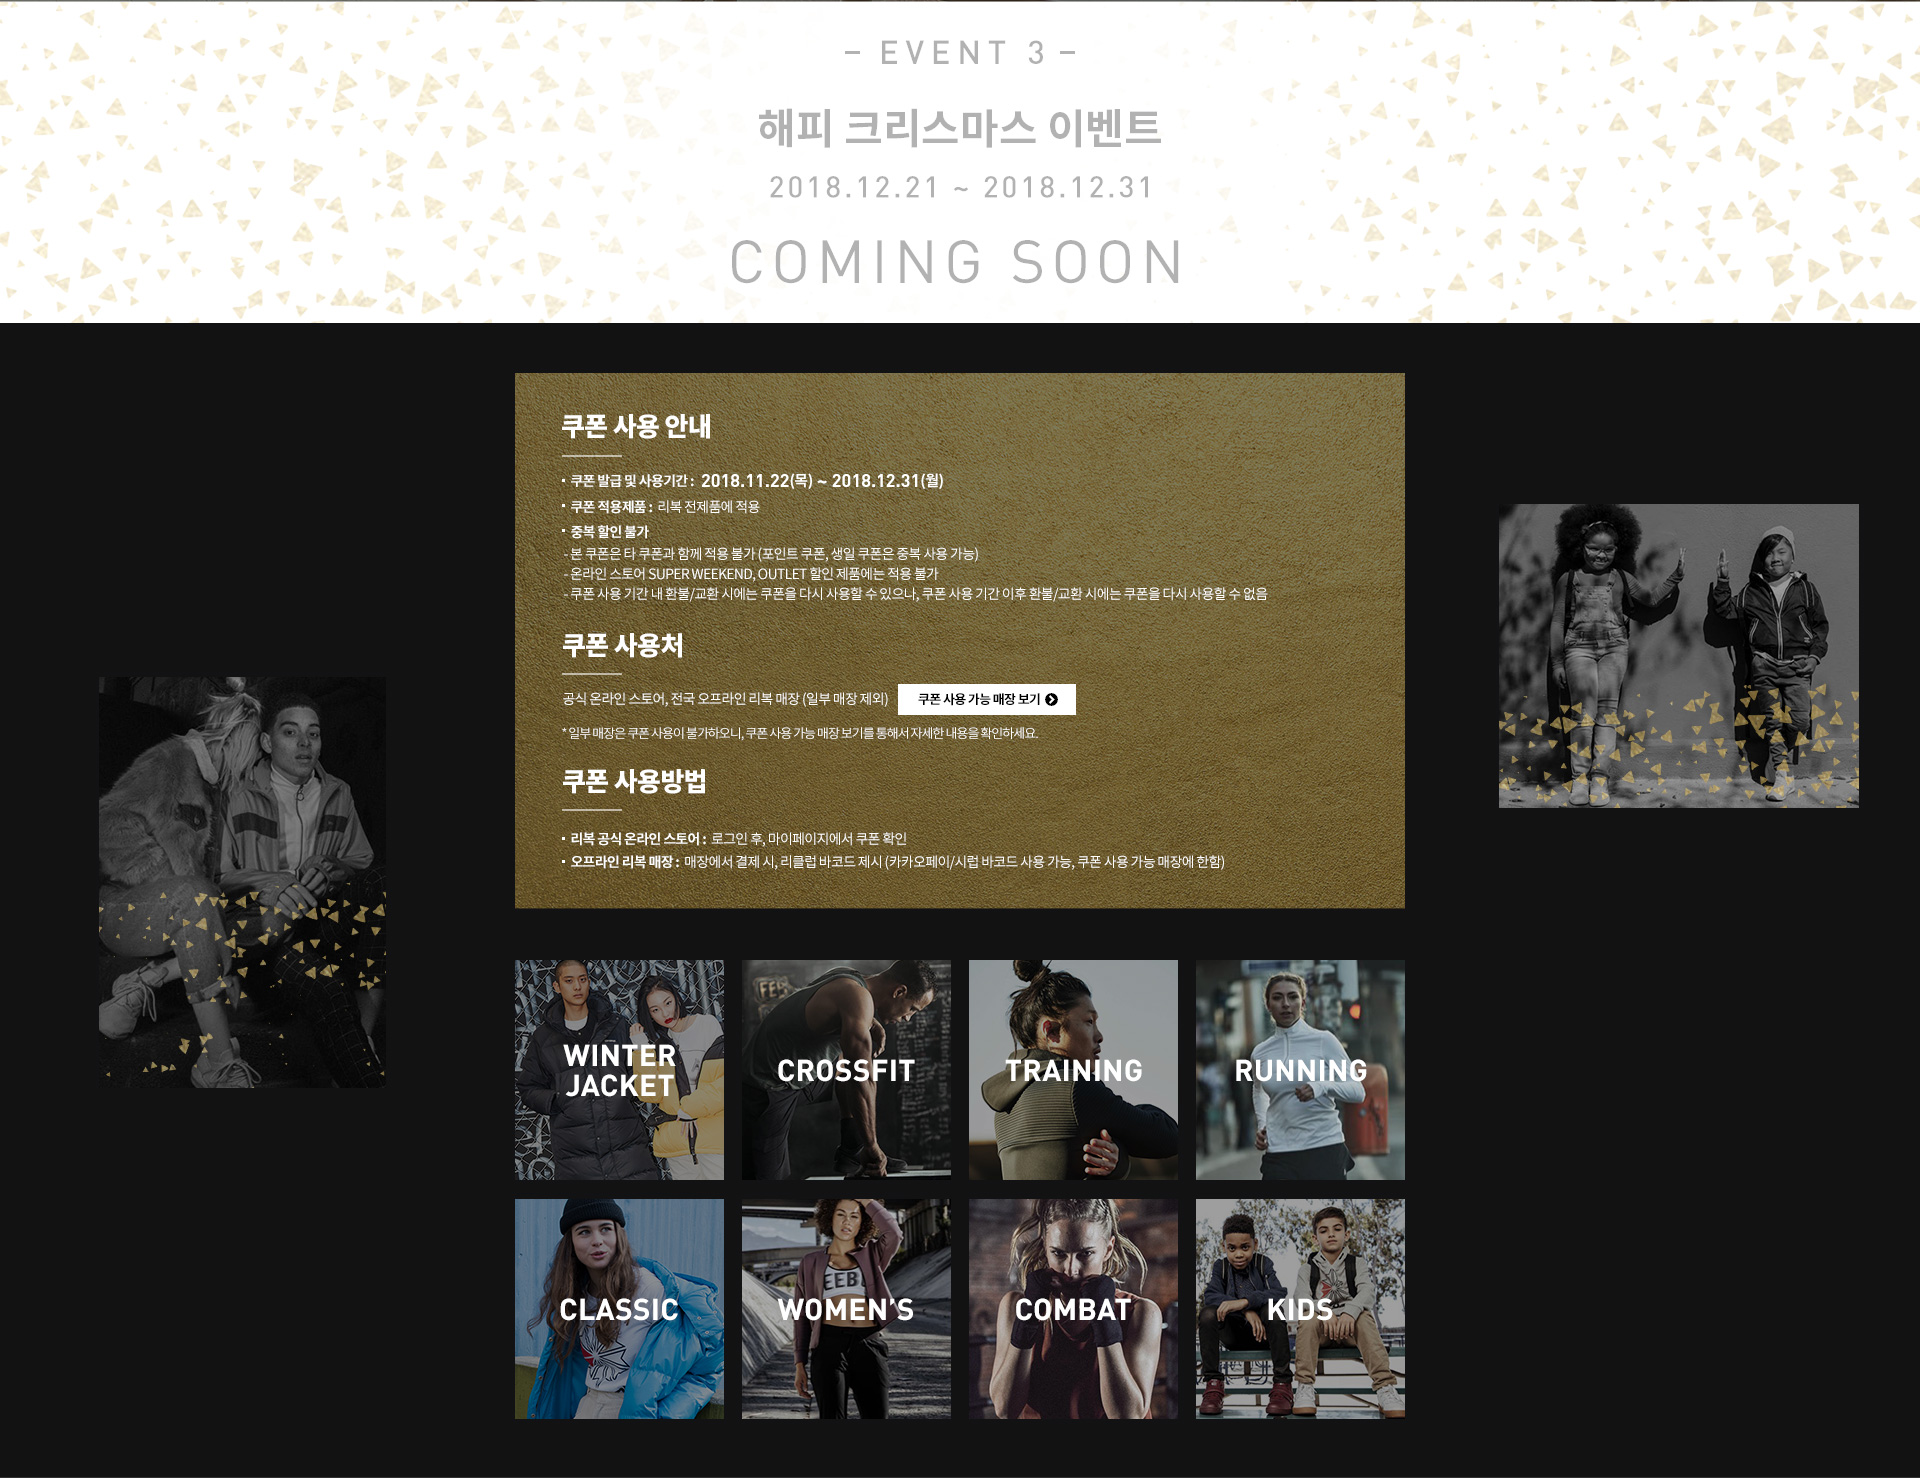 – EVENT 3 –
해피 크리스마스 이벤트
2018.12.21 ~ 2018.12.31
COMING SOON
쿠폰 사용 안내
· 쿠폰 발급 및 사용기간 : 2018.11.22(목) ~ 2018.12.31(월)
· 쿠폰 적용제품 : 리복 전제품에 적용
· 중복 할인 불가
- 본 쿠폰은 타 쿠폰과 함께 적용 불가 (포인트 쿠폰, 생일 쿠폰은 중복 사용 가능)
- 온라인 스토어 SUPER WEEKEND, OUTLET 할인 제품에는 적용 불가
- 쿠폰 사용 기간 내 환불/교환 시에는 쿠폰을 다시 사용할 수 있으나, 쿠폰 사용 기간 이후 환불/교환 시에는 쿠폰을 다시 사용할 수 없음
쿠폰 사용처
공식 온라인 스토어, 전국 오프라인 리복 매장 (일부 매장 제외) 쿠폰 사용 가능 매장 보기
* 일부 매장은 쿠폰 사용이 불가하오니, 쿠폰 사용 가능 매장 보기를 통해서 자세한 내용을 확인하세요.
쿠폰 사용방법
· 리복 공식 온라인 스토어 : 로그인 후, 마이페이지에서 쿠폰 확인
· 오프라인 리복 매장 : 매장에서 결제 시, 리클럽 바코드 제시 (카카오페이/시럽 바코드 사용 가능, 쿠폰 사용 가능 매장에 한함)
WINTER
JACKET
CROSSFIT
TRAINING
RUNNING
CLASSIC
WOMEN'S
COMBAT
KIDS